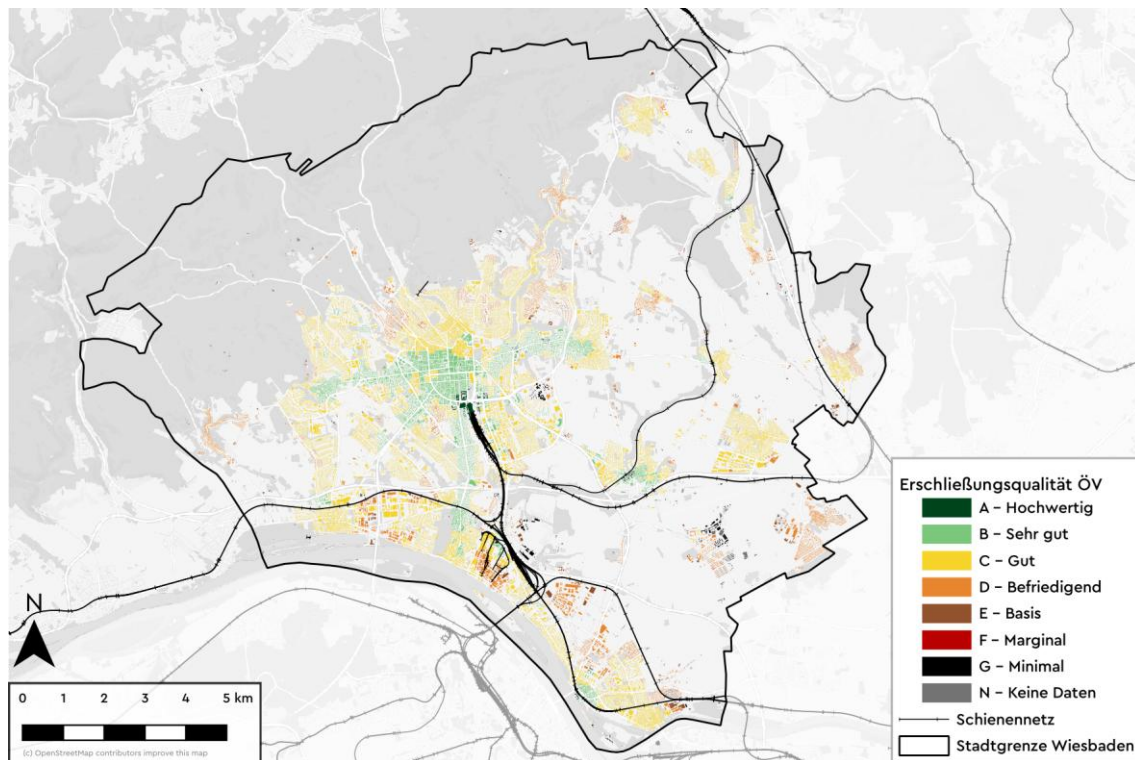 Erschließungsqualität ÖV
A – Hochwertig
B – Sehr gut
C – Gut
D – Befriedigend
E – Basis
F – Marginal
G – Minimal
N – Keine Daten
Schienennetz
Stadtgrenze Wiesbaden
N
0 1 2 3 4 5 km
(c) OpenStreetMap contributors improve this map